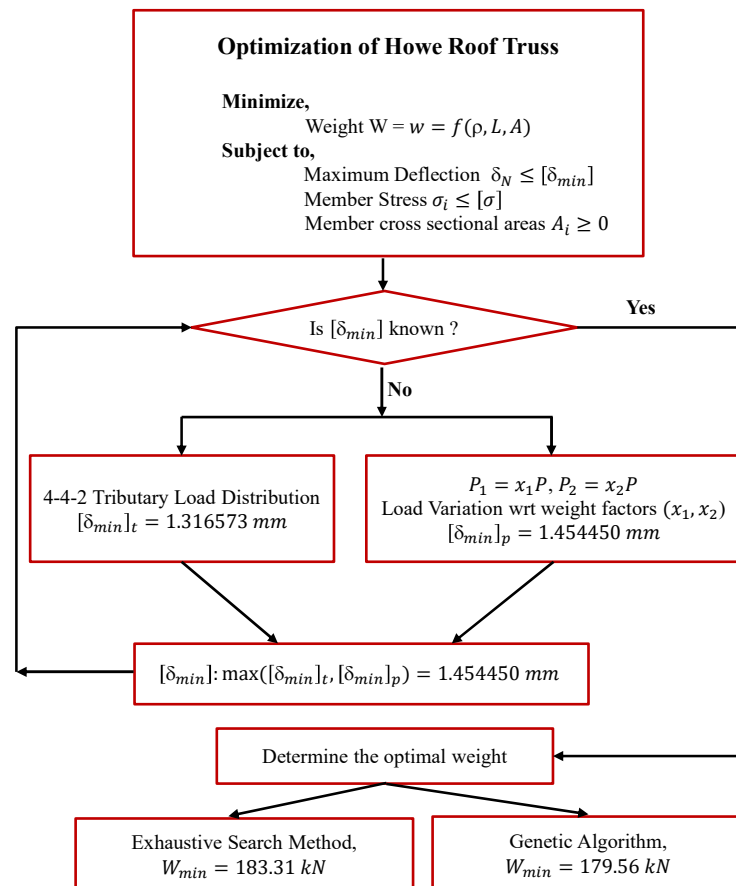 Optimization of Howe Roof Truss
Minimize,
Weight W = w = f(ρ, L, A)
Subject to,
Maximum Deflection δ_N ≤ [δ_min]
Member Stress σ_i ≤ [σ]
Member cross sectional areas A_i ≥ 0
Is [δ_min] known ?
Yes
No
4-4-2 Tributary Load Distribution
[δ_min]_t = 1.316573 mm
P_1 = x_1P, P_2 = x_2P
Load Variation wrt weight factors (x_1, x_2)
[δ_min]_p = 1.454450 mm
[δ_min]: max([δ_min]_t, [δ_min]_p) = 1.454450 mm
Determine the optimal weight
Exhaustive Search Method,
W_min = 183.31 kN
Genetic Algorithm,
W_min = 179.56 kN